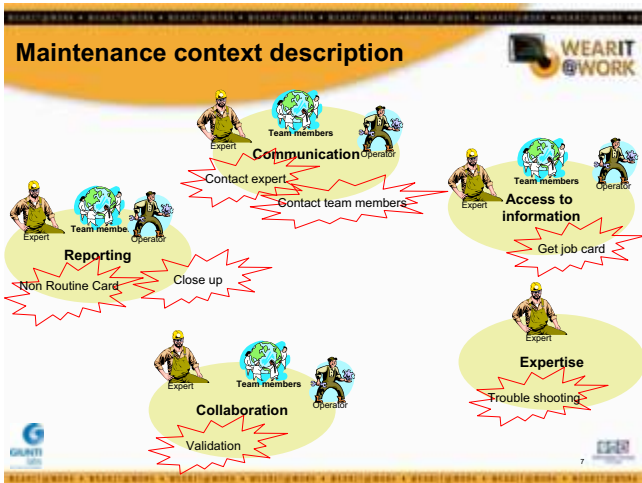 Maintenance context description
WEARIT
@WORK
Team members
Expert
Operator
Communication
Contact expert
Contact team members
Team members
Expert
Operator
Access to
information
Get job card
Expert
Team membe.
Operator
Reporting
Non Routine Card
Close up
Expert
Expertise
Trouble shooting
Expert
Team members
Operator
Collaboration
Validation
GIUNTI
7